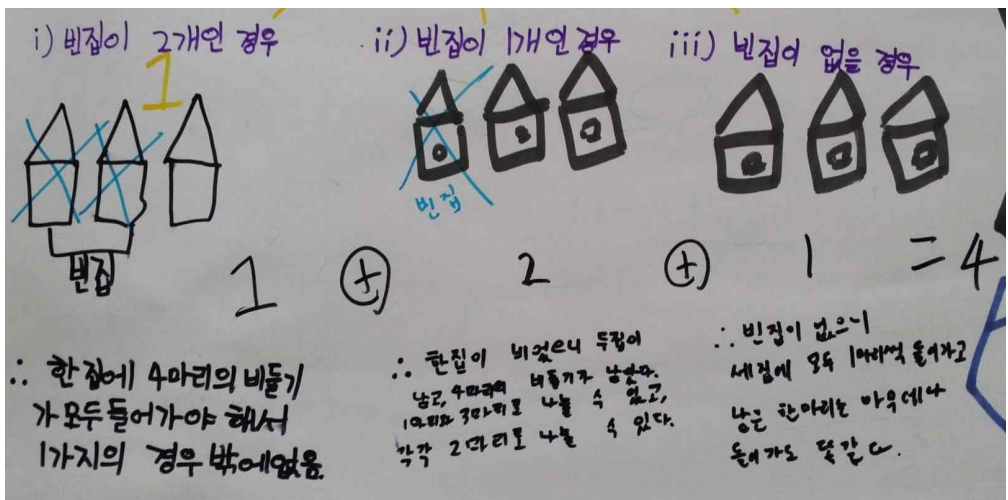 i) 빈집이 2개인 경우
1
빈집
1
∴ 한 집에 4마리의 비둘기
가 모두 들어가야 해서
1가지의 경우 밖에 없음.
ii) 빈집이 1개인 경우
빈집
+ 2
∴ 한집이 비었으니 두집이
남고, 4마리의 비둘기가 남았다.
1마리와 3마리로 나눌 수 있고,
각각 2마리로 나눌 수 있다.
iii) 빈집이 없을 경우
+ 1 = 4
∴ 빈집이 없으니
세집에 모두 1마리씩 들어가고
남은 한마리는 아무데나
들어가도 똑같다.